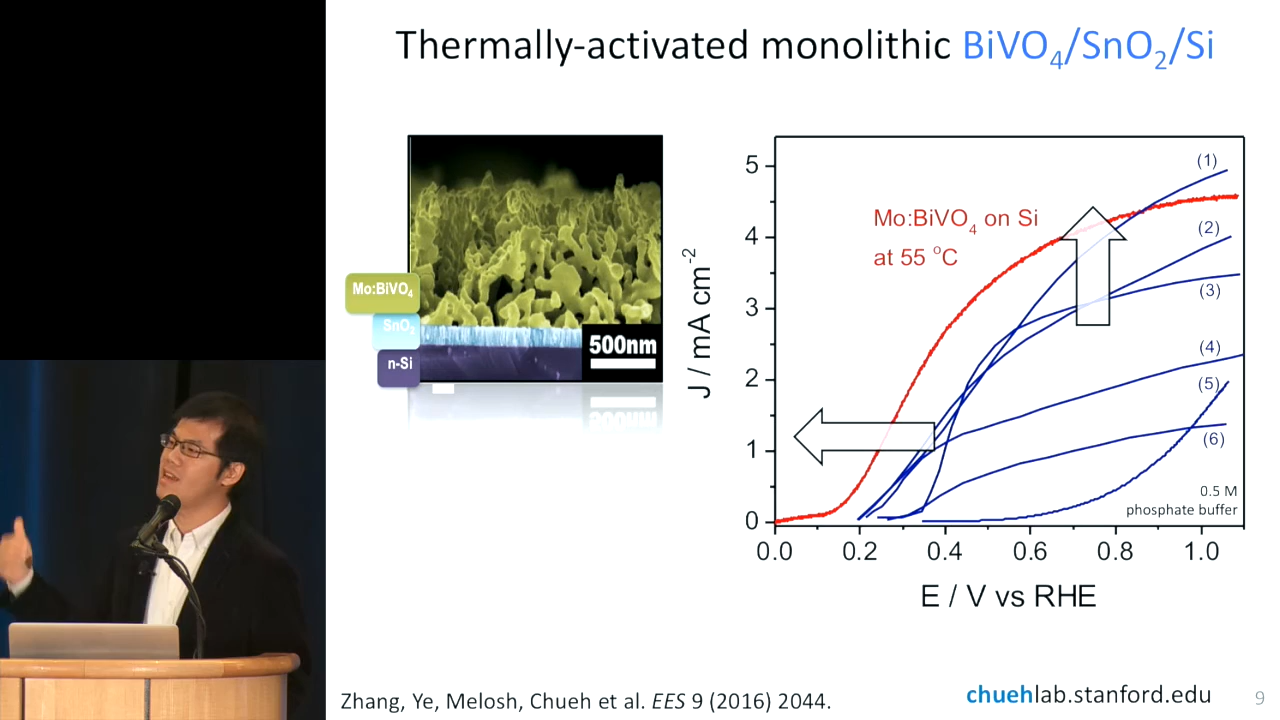 Thermally-activated monolithic BiVO4/SnO2/Si
Mo:BiVO4
SnO2
n-Si
500nm
J / mA cm-2
5
4
3
2
1
0
Mo:BiVO4 on Si
at 55 oC
(1)
(2)
(3)
(4)
(5)
(6)
0.5 M
phosphate buffer
0.0 0.2 0.4 0.6 0.8 1.0
E / V vs RHE
Zhang, Ye, Melosh, Chueh et al. EES 9 (2016) 2044.
chuehlab.stanford.edu
9